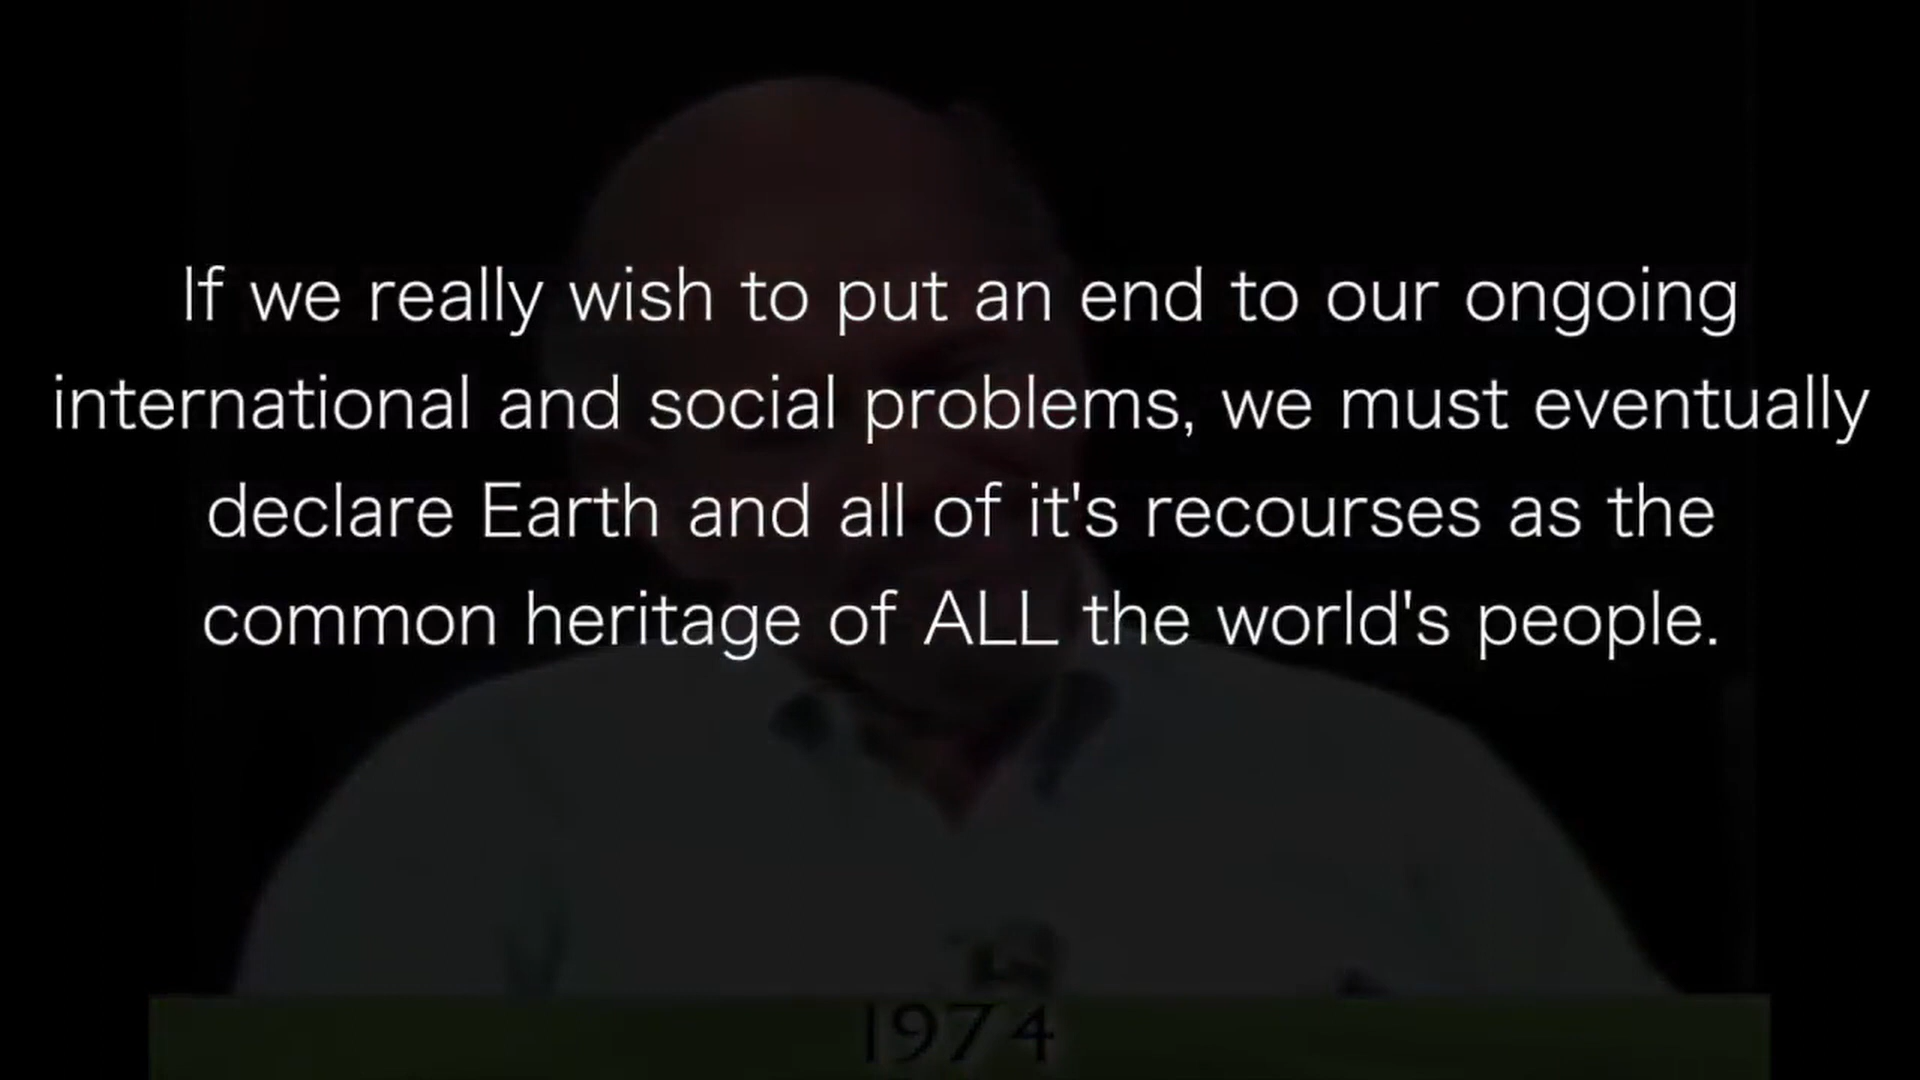 If we really wish to put an end to our ongoing
international and social problems, we must eventually
declare Earth and all of it's recourses as the
common heritage of ALL the world's people.
1974